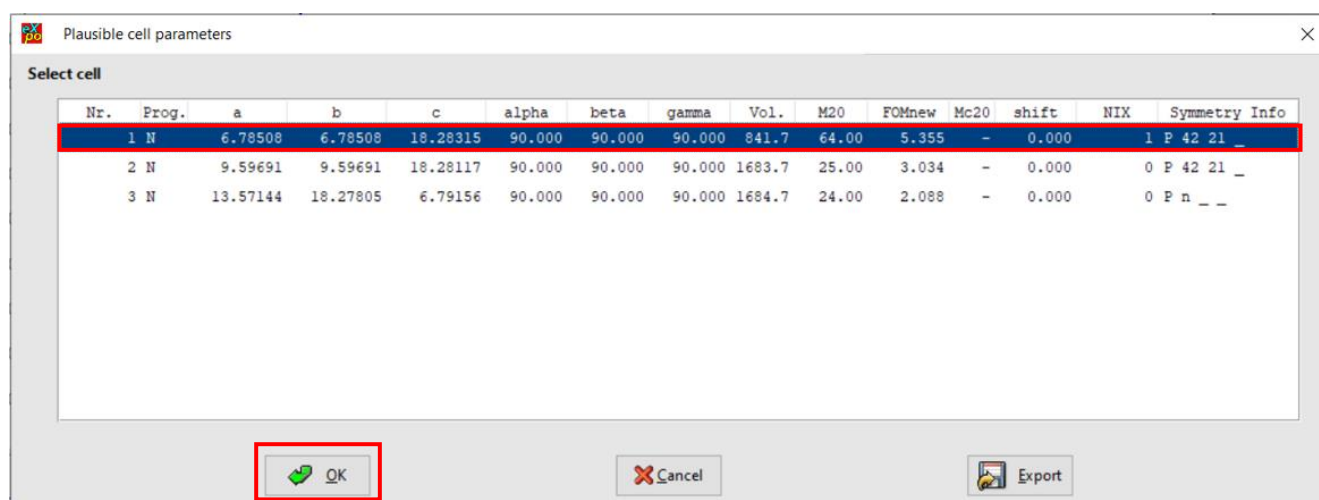 expo Plausible cell parameters
Select cell
Nr. Prog. a b c alpha beta gamma Vol. M20 FOMnew Mc20 shift NIX Symmetry Info
1 N 6.78508 6.78508 18.28315 90.000 90.000 90.000 841.7 64.00 5.355 - 0.000 1 P 42 21 _
2 N 9.59691 9.59691 18.28117 90.000 90.000 90.000 1683.7 25.00 3.034 - 0.000 0 P 42 21 _
3 N 13.57144 18.27805 6.79156 90.000 90.000 90.000 1684.7 24.00 2.088 - 0.000 0 P n _ _
OK Cancel Export